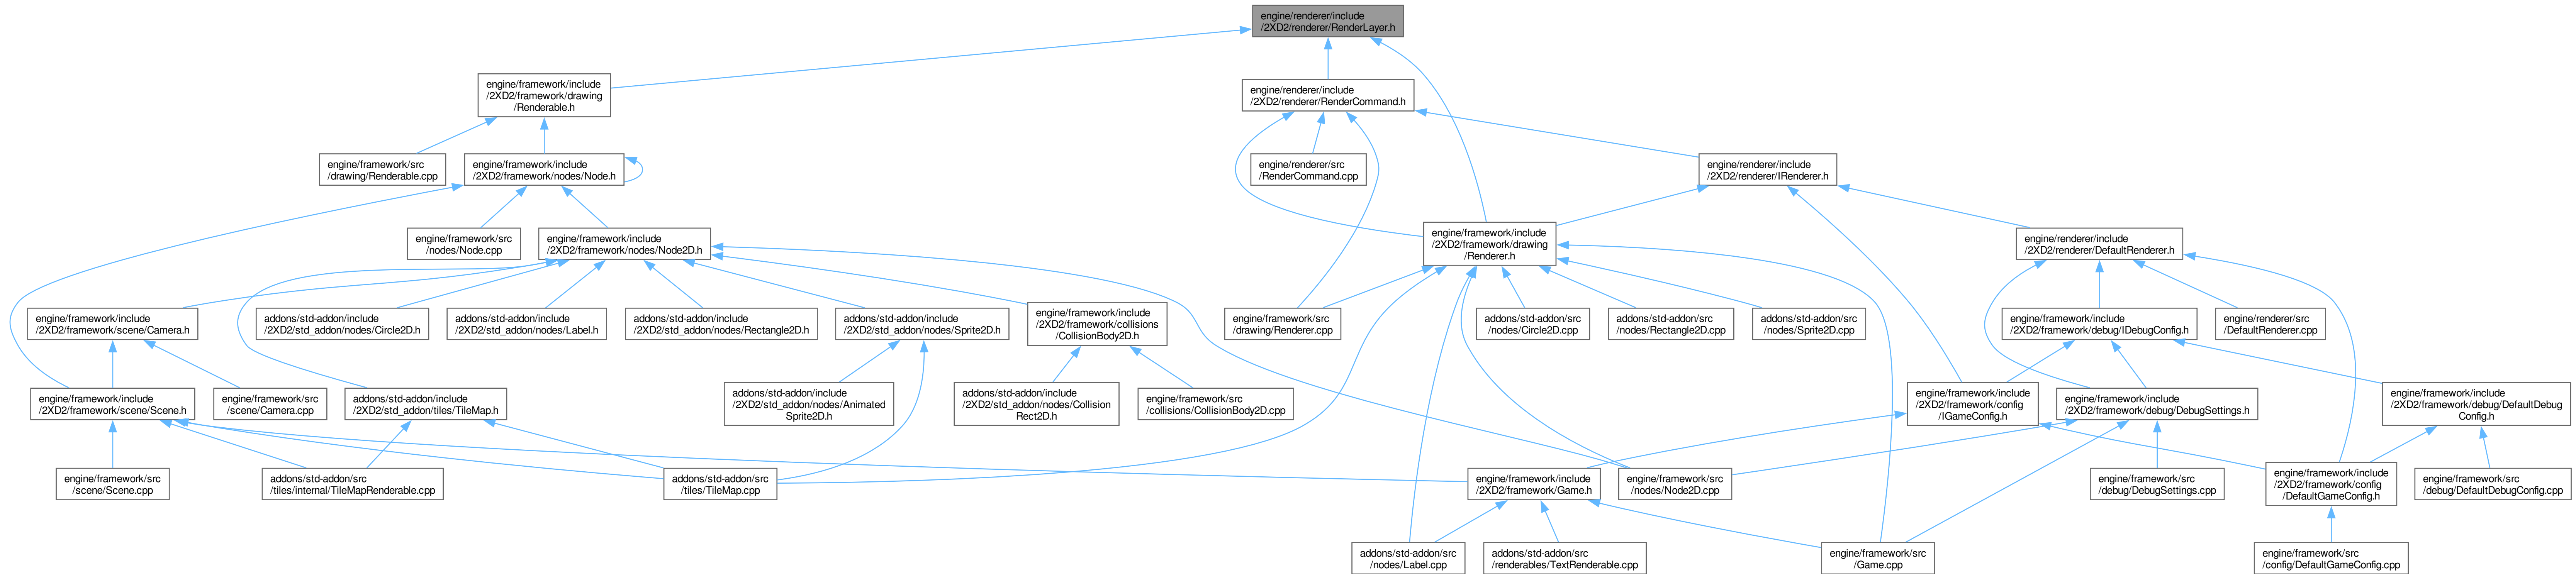 engine/renderer/include
/2XD2/renderer/RenderLayer.h
engine/framework/include
/2XD2/framework/drawing
/Renderable.h
engine/renderer/include
/2XD2/renderer/RenderCommand.h
engine/framework/src
/drawing/Renderable.cpp
engine/framework/include
/2XD2/framework/nodes/Node.h
engine/renderer/src
/RenderCommand.cpp
engine/renderer/include
/2XD2/renderer/IRenderer.h
engine/framework/src
/nodes/Node.cpp
engine/framework/include
/2XD2/framework/nodes/Node2D.h
engine/framework/include
/2XD2/framework/drawing
/Renderer.h
engine/renderer/include
/2XD2/renderer/DefaultRenderer.h
engine/framework/include
/2XD2/framework/scene/Camera.h
addons/std-addon/include
/2XD2/std_addon/nodes/Circle2D.h
addons/std-addon/include
/2XD2/std_addon/nodes/Label.h
addons/std-addon/include
/2XD2/std_addon/nodes/Rectangle2D.h
addons/std-addon/include
/2XD2/std_addon/nodes/Sprite2D.h
engine/framework/include
/2XD2/framework/collisions
/CollisionBody2D.h
engine/framework/src
/drawing/Renderer.cpp
addons/std-addon/src
/nodes/Circle2D.cpp
addons/std-addon/src
/nodes/Rectangle2D.cpp
addons/std-addon/src
/nodes/Sprite2D.cpp
engine/framework/include
/2XD2/framework/debug/IDebugConfig.h
engine/renderer/src
/DefaultRenderer.cpp
engine/framework/include
/2XD2/framework/scene/Scene.h
engine/framework/src
/scene/Camera.cpp
addons/std-addon/include
/2XD2/std_addon/tiles/TileMap.h
addons/std-addon/include
/2XD2/std_addon/nodes/Animated
Sprite2D.h
addons/std-addon/include
/2XD2/std_addon/nodes/Collision
Rect2D.h
engine/framework/src
/collisions/CollisionBody2D.cpp
engine/framework/include
/2XD2/framework/config
/IGameConfig.h
engine/framework/include
/2XD2/framework/debug/DebugSettings.h
engine/framework/include
/2XD2/framework/debug/DefaultDebug
Config.h
engine/framework/src
/scene/Scene.cpp
addons/std-addon/src
/tiles/internal/TileMapRenderable.cpp
addons/std-addon/src
/tiles/TileMap.cpp
engine/framework/include
/2XD2/framework/Game.h
engine/framework/src
/nodes/Node2D.cpp
engine/framework/src
/debug/DebugSettings.cpp
engine/framework/include
/2XD2/framework/config
/DefaultGameConfig.h
engine/framework/src
/debug/DefaultDebugConfig.cpp
addons/std-addon/src
/nodes/Label.cpp
addons/std-addon/src
/renderables/TextRenderable.cpp
engine/framework/src
/Game.cpp
engine/framework/src
/config/DefaultGameConfig.cpp